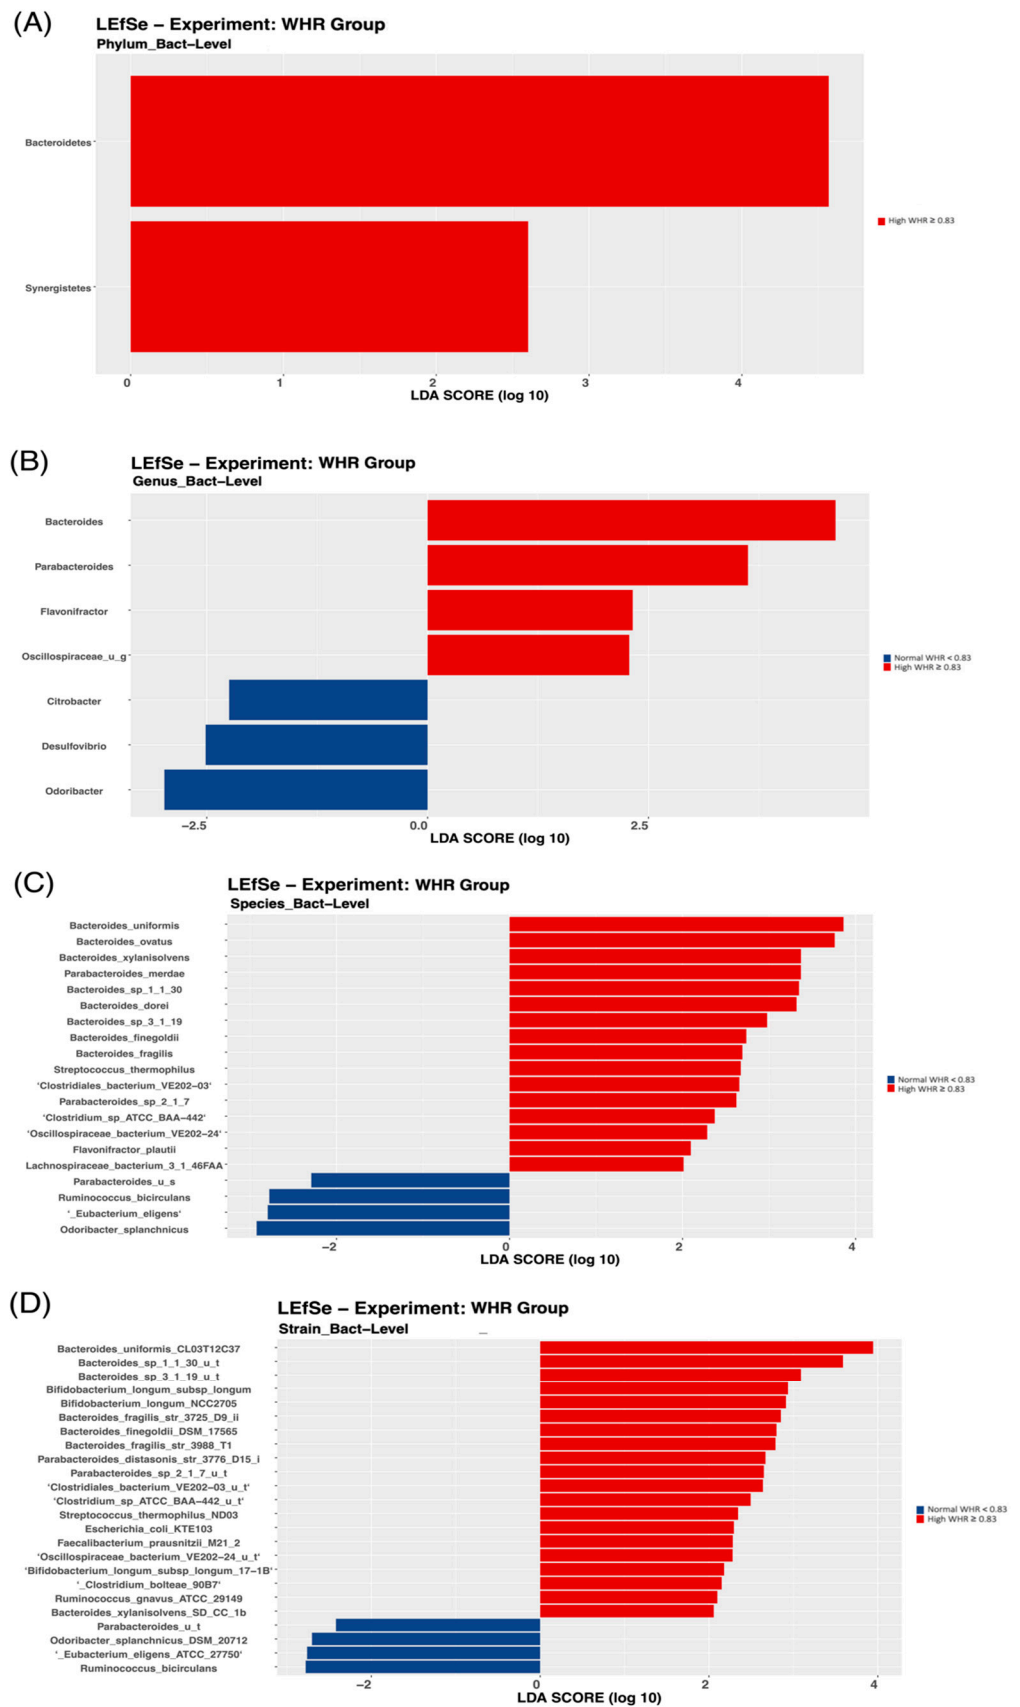 (A)
LEfSe – Experiment: WHR Group
Phylum_Bact–Level
Bacteroidetes
Synergistetes
High WHR ≥ 0.83
0 1 2 3 4
LDA SCORE (log 10)
(B)
LEfSe – Experiment: WHR Group
Genus_Bact–Level
Bacteroides
Parabacteroides
Flavonifractor
Oscillospiraceae_u_g
Citrobacter
Desulfovibrio
Odoribacter
Normal WHR < 0.83
High WHR ≥ 0.83
−2.5 0.0 2.5
LDA SCORE (log 10)
(C)
LEfSe – Experiment: WHR Group
Species_Bact–Level
Bacteroides_uniformis
Bacteroides_ovatus
Bacteroides_xylanisolvens
Parabacteroides_merdae
Bacteroides_sp_1_1_30
Bacteroides_dorei
Bacteroides_sp_3_1_19
Bacteroides_finegoldii
Bacteroides_fragilis
Streptococcus_thermophilus
'Clostridiales_bacterium_VE202−03'
Parabacteroides_sp_2_1_7
'Clostridium_sp_ATCC_BAA−442'
'Oscillospiraceae_bacterium_VE202−24'
Flavonifractor_plautii
Lachnospiraceae_bacterium_3_1_46FAA
Parabacteroides_u_s
Ruminococcus_bicirculans
'_Eubacterium_eligens'
Odoribacter_splanchnicus
Normal WHR < 0.83
High WHR ≥ 0.83
−2 0 2 4
LDA SCORE (log 10)
(D)
LEfSe – Experiment: WHR Group
Strain_Bact–Level
Bacteroides_uniformis_CL03T12C37
Bacteroides_sp_1_1_30_u_t
Bacteroides_sp_3_1_19_u_t
Bifidobacterium_longum_subsp_longum
Bifidobacterium_longum_NCC2705
Bacteroides_fragilis_str_3725_D9_ii
Bacteroides_finegoldii_DSM_17565
Bacteroides_fragilis_str_3988_T1
Parabacteroides_distasonis_str_3776_D15_i
Parabacteroides_sp_2_1_7_u_t
'Clostridiales_bacterium_VE202−03_u_t'
'Clostridium_sp_ATCC_BAA−442_u_t'
Streptococcus_thermophilus_ND03
Escherichia_coli_KTE103
Faecalibacterium_prausnitzii_M21_2
'Oscillospiraceae_bacterium_VE202−24_u_t'
'Bifidobacterium_longum_subsp_longum_17−1B'
'_Clostridium_bolteae_90B7'
Ruminococcus_gnavus_ATCC_29149
Bacteroides_xylanisolvens_SD_CC_1b
Parabacteroides_u_t
Odoribacter_splanchnicus_DSM_20712
'_Eubacterium_eligens_ATCC_27750'
Ruminococcus_bicirculans
Normal WHR < 0.83
High WHR ≥ 0.83
−2 0 2 4
LDA SCORE (log 10)